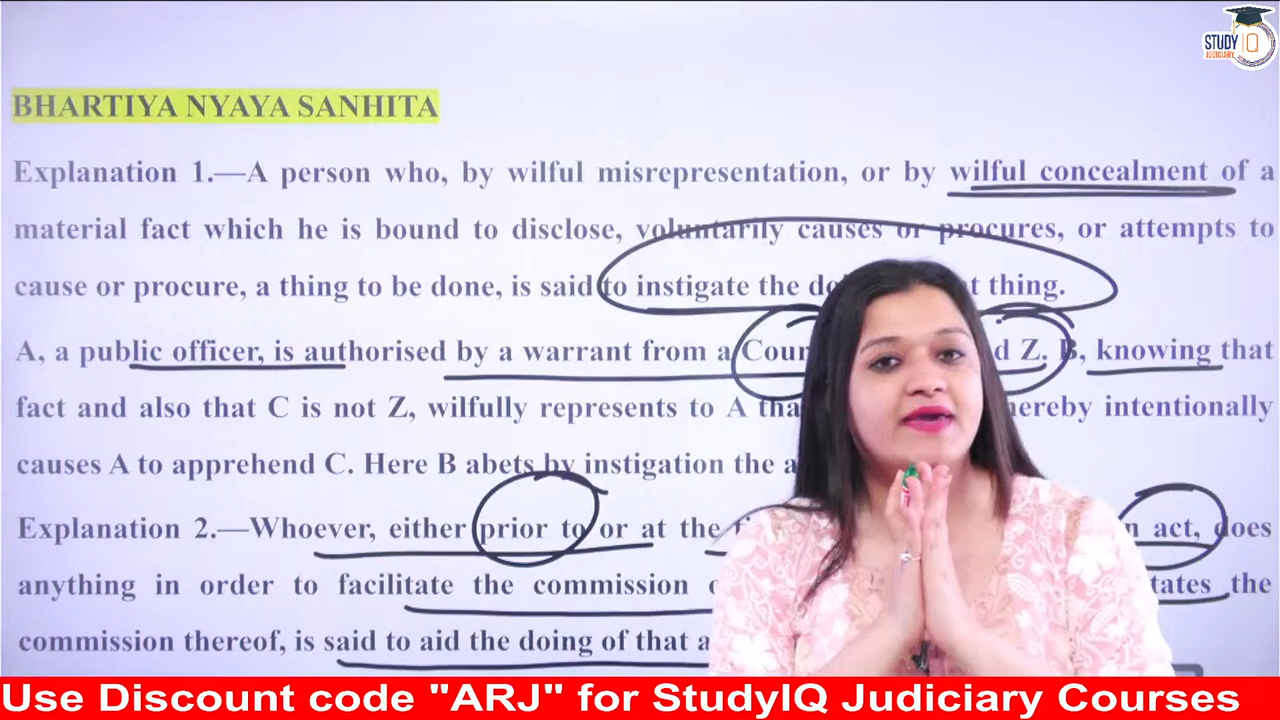 STUDY IQ
JUDICIARY
BHARTIYA NYAYA SANHITA
Explanation 1.—A person who, by wilful misrepresentation, or by wilful concealment of a
material fact which he is bound to disclose, voluntarily causes or procures, or attempts to
cause or procure, a thing to be done, is said to instigate the thing.
A, a public officer, is authorised by a warrant from a d Z. B, knowing that
fact and also that C is not Z, wilfully represents to A intentionally
causes A to apprehend C. Here B abets by instigation the
Explanation 2.—Whoever, either prior to or at the act, does
anything in order to facilitate the commission the
commission thereof, is said to aid the doing of that
Use Discount code "ARJ" for StudyIQ Judiciary Courses